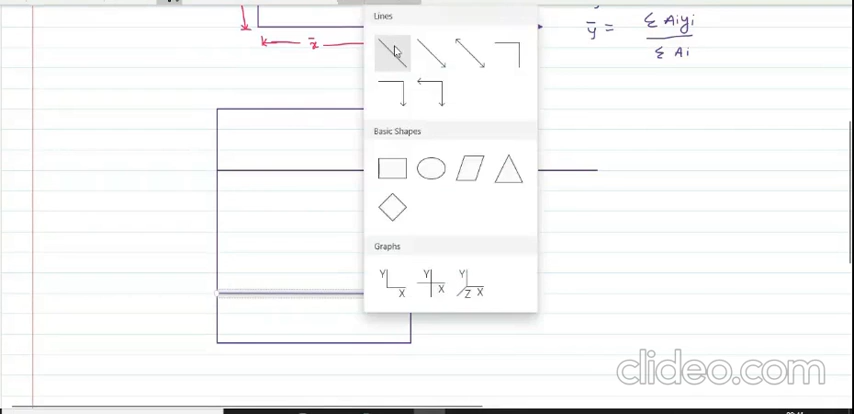 Lines
x̄
ȳ = Σ Aiyi
Σ Ai
Basic Shapes
Graphs
Y X Y X Y Z X
clideo.com